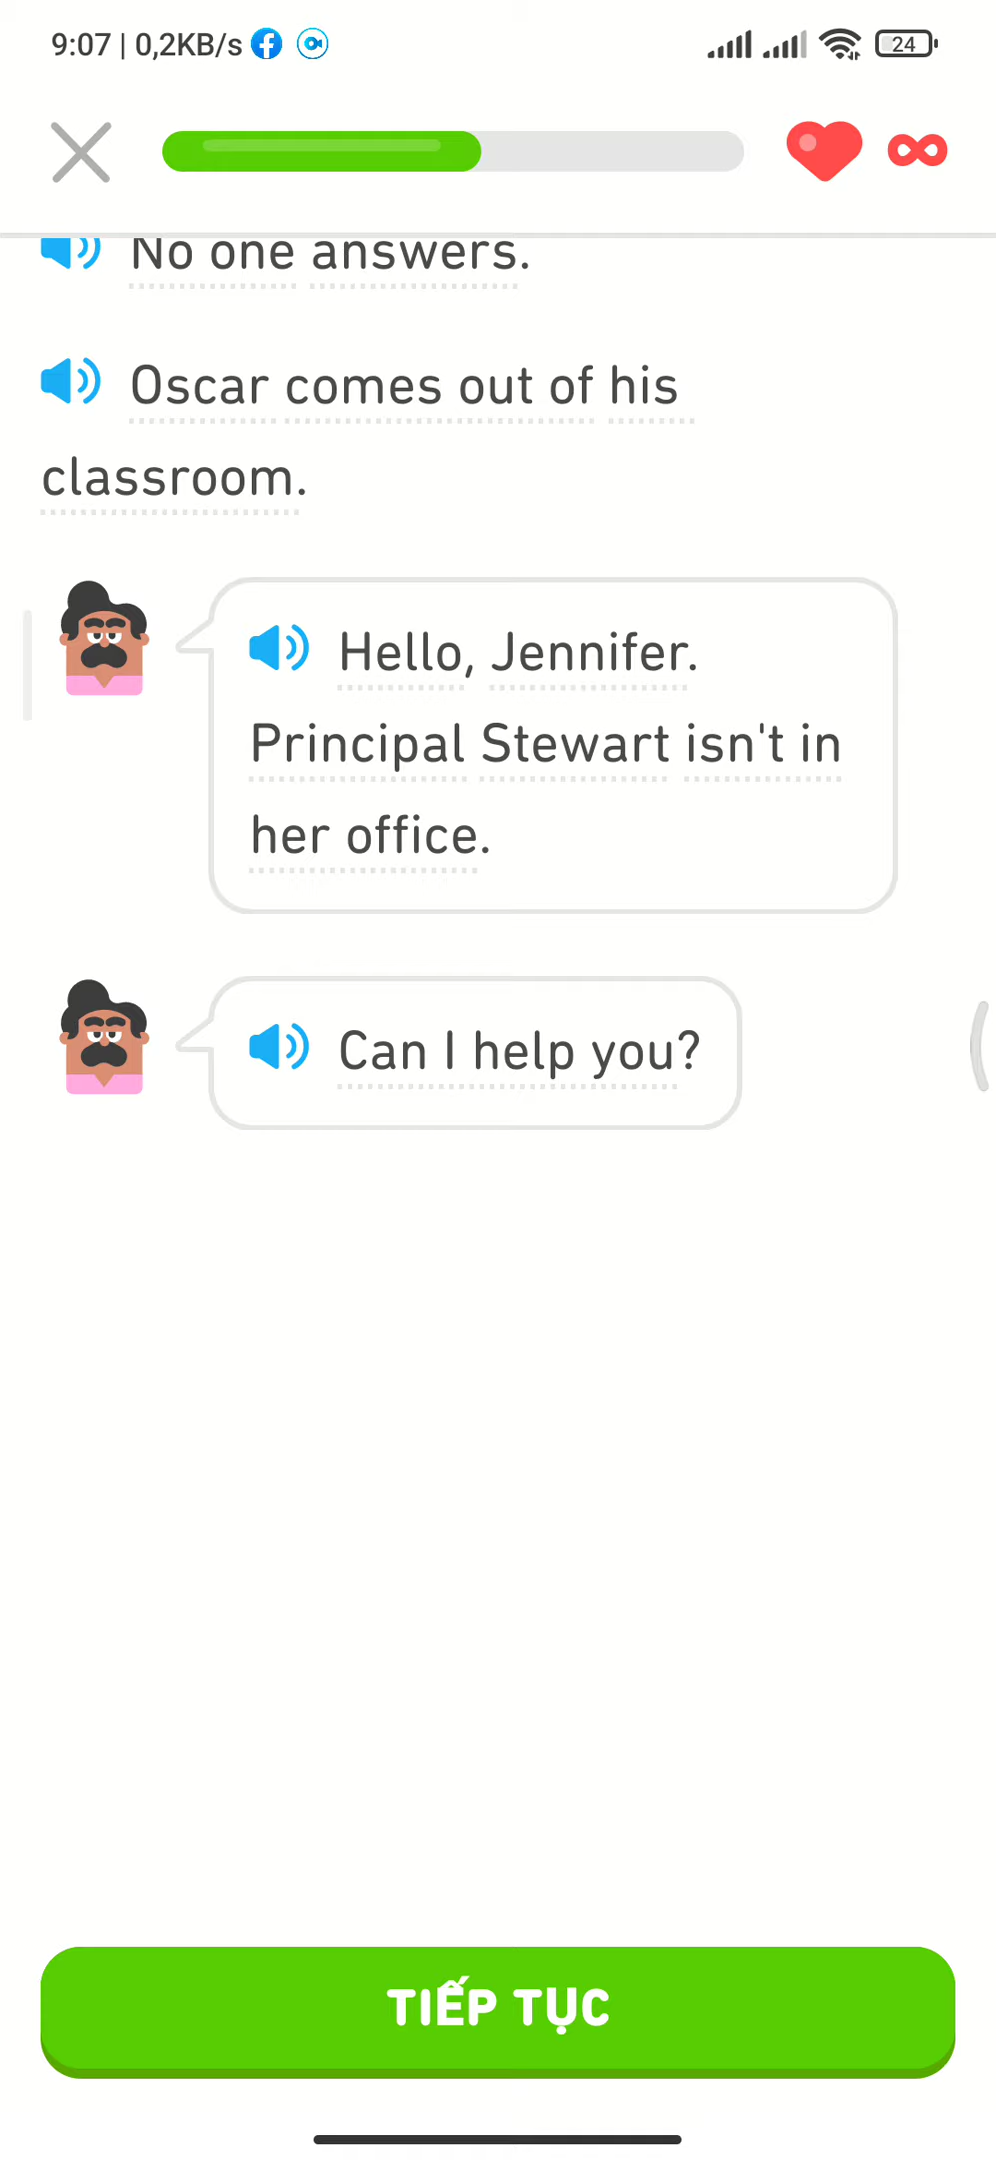 9:07 | 0,2KB/s
24
No one answers.
Oscar comes out of his
classroom.
Hello, Jennifer.
Principal Stewart isn't in
her office.
Can I help you?
TIẾP TỤC